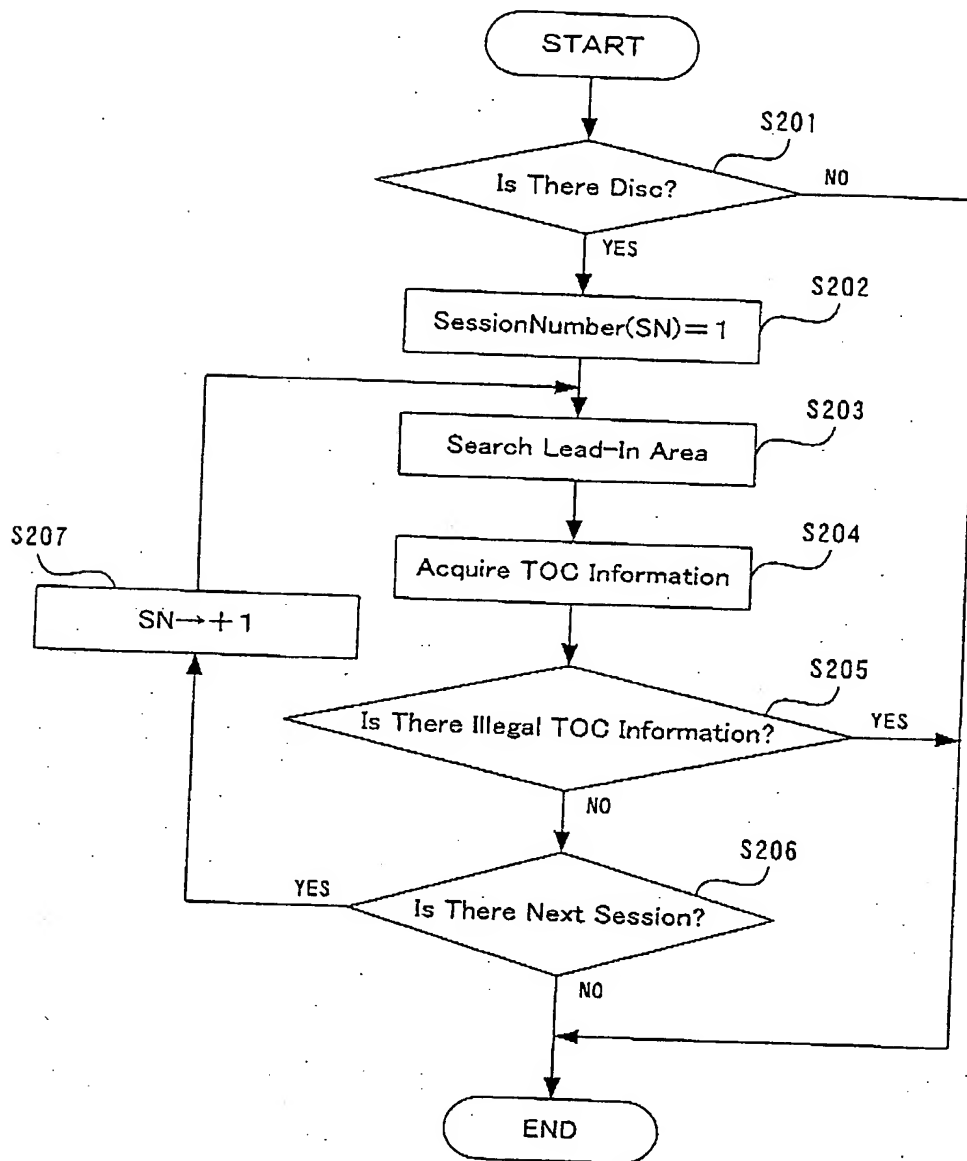 START
S201
Is There Disc?
NO
YES
S202
SessionNumber(SN)=1
S203
Search Lead-In Area
S204
Acquire TOC Information
S207
SN→+1
S205
Is There Illegal TOC Information?
YES
NO
S206
YES
Is There Next Session?
NO
END